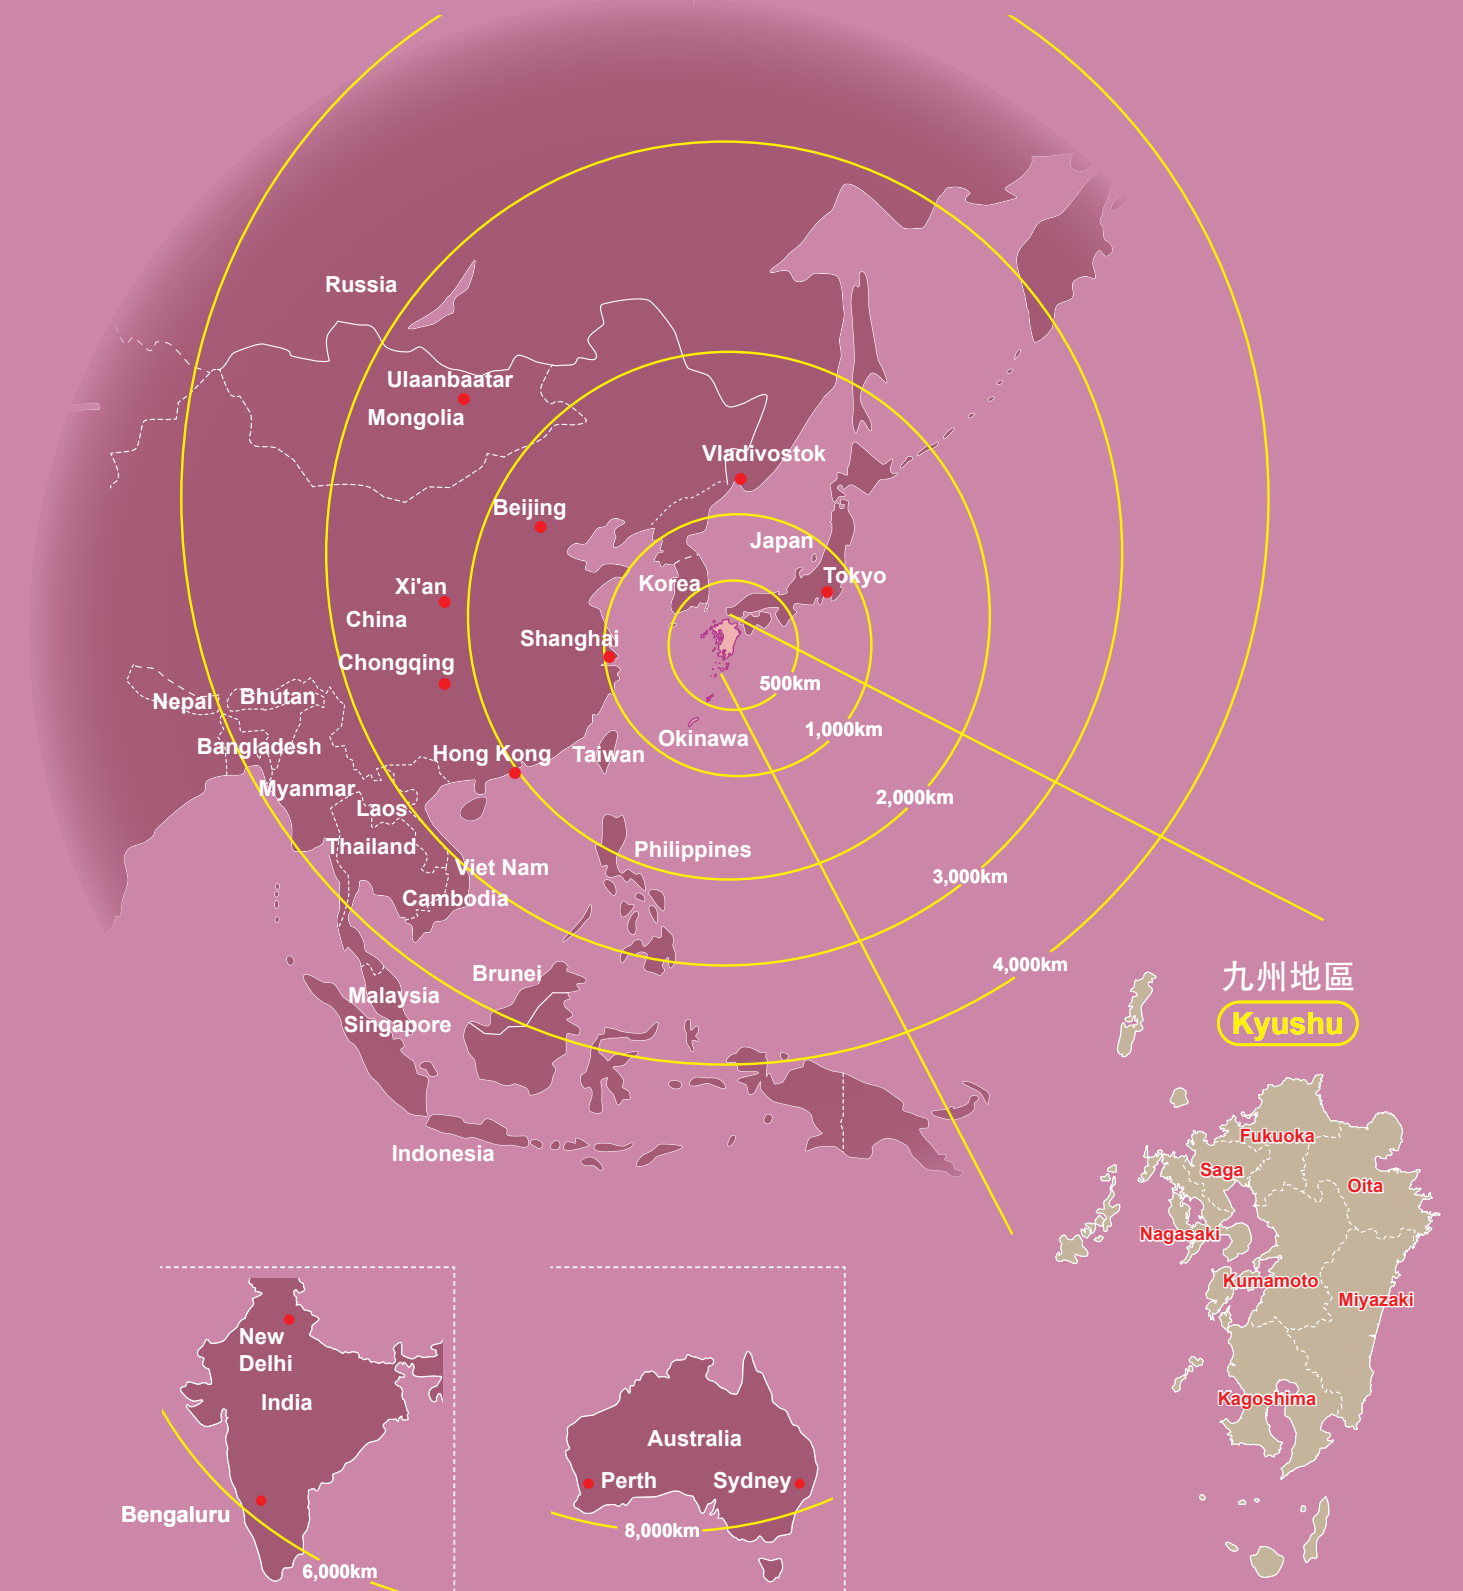 Russia
Ulaanbaatar
Mongolia
Vladivostok
Beijing
Japan
Tokyo
Korea
Xi'an
China
Shanghai
Chongqing
500km
Nepal
Bhutan
1,000km
Okinawa
Bangladesh
Hong Kong
Taiwan
Myanmar
2,000km
Laos
Thailand
Philippines
Viet Nam
3,000km
Cambodia
4,000km
Brunei
Malaysia
Singapore
Indonesia
九州地區
Kyushu
Fukuoka
Saga
Oita
Nagasaki
Kumamoto
Miyazaki
Kagoshima
New
Delhi
India
Bengaluru
6,000km
Australia
Perth
Sydney
8,000km